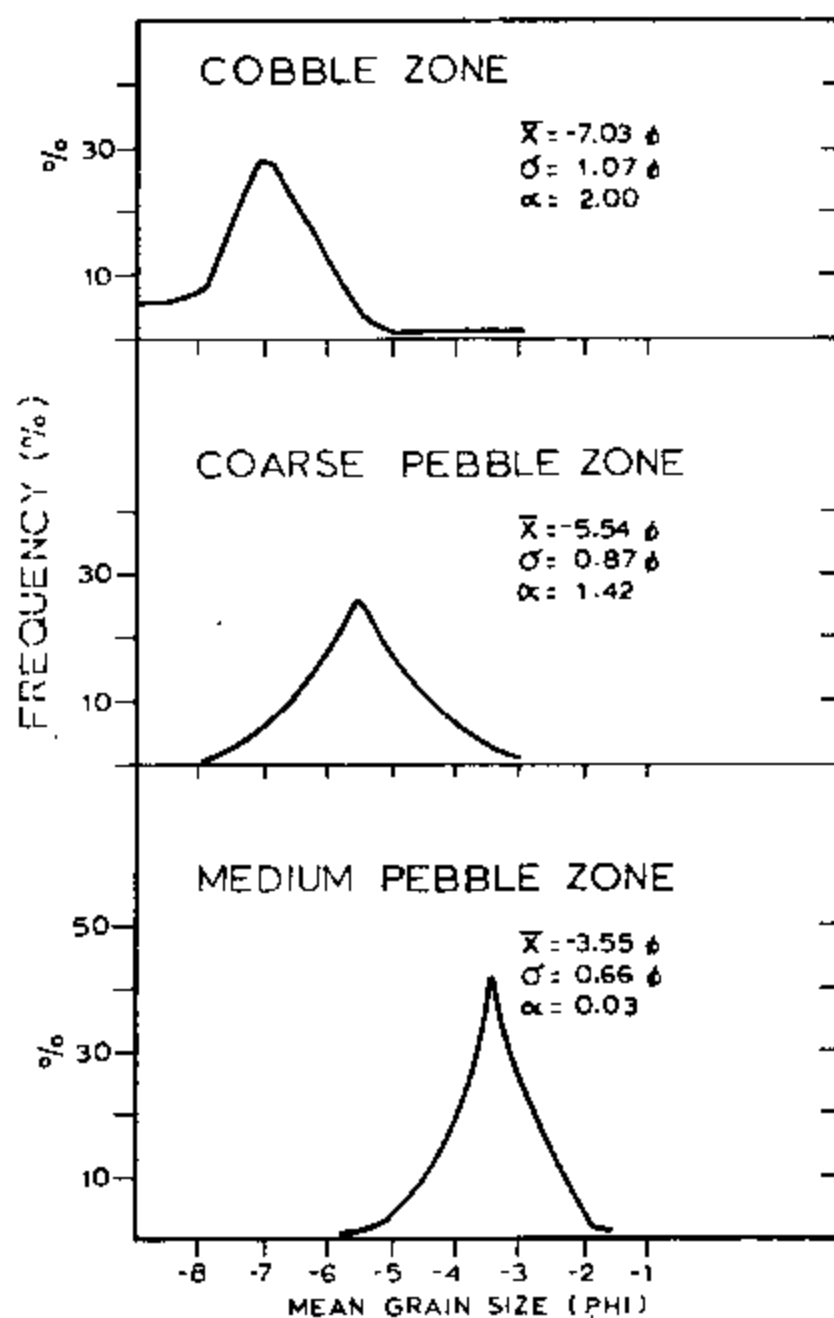 COBBLE ZONE
x̄ = -7.03 ϕ
σ = 1.07 ϕ
α = 2.00
%
30
10
FREQUENCY (%)
COARSE PEBBLE ZONE
x̄ = -5.54 ϕ
σ = 0.87 ϕ
α = 1.42
30
10
MEDIUM PEBBLE ZONE
x̄ = -3.55 ϕ
σ = 0.66 ϕ
α = 0.03
50
%
30
10
-8 -7 -6 -5 -4 -3 -2 -1
MEAN GRAIN SIZE (PHI)